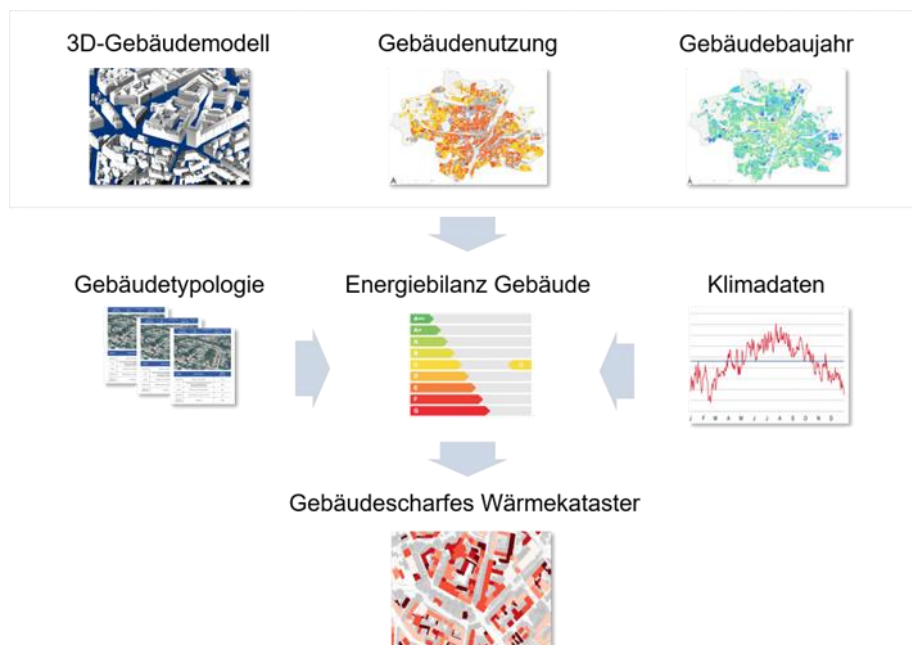 3D-Gebäudemodell
Gebäudenutzung
Gebäudebaujahr
Gebäudetypologie
Energiebilanz Gebäude
Klimadaten
A+
B
C
D
E
F
G
J F M A M J J A S O N D
Gebäudescharfes Wärmekataster